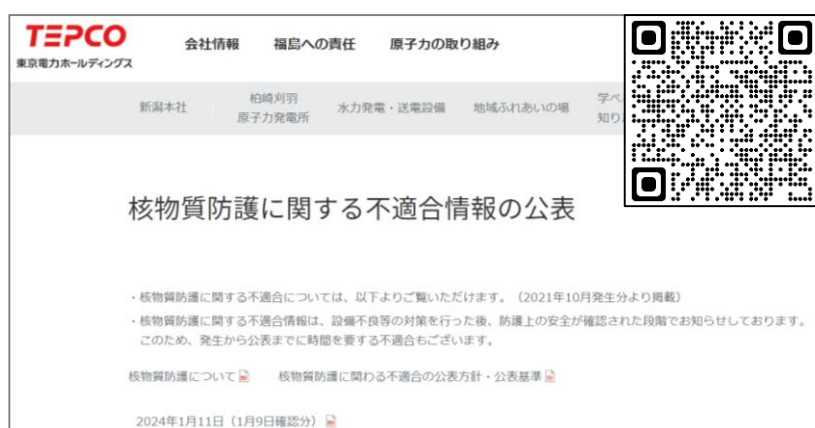 TEPCO
東京電力ホールディングス
会社情報 福島への責任 原子力の取り組み
新潟本社 柏崎刈羽 原子力発電所 水力発電・送電設備 地域ふれあいの場 学べ
知り
核物質防護に関する不適合情報の公表
・核物質防護に関する不適合については、以下よりご覧いただけます。（2021年10月発生分より掲載）
・核物質防護に関する不適合情報は、設備不良等の対策を行った後、防護上の安全が確認された段階でお知らせしております。
このため、発生から公表までに時間を要する不適合もございます。
核物質防護について 核物質防護に関わる不適合の公表方針・公表基準
2024年1月11日（1月9日確認分）